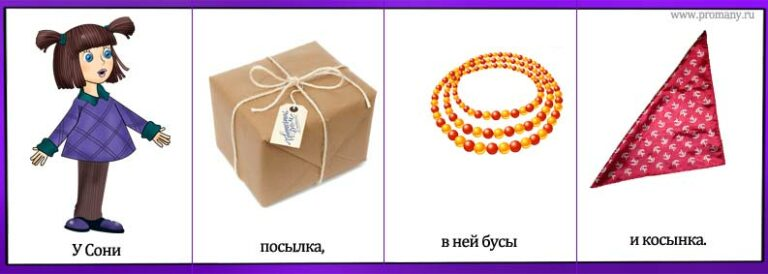 www.promany.ru
У Сони
посылка,
в ней бусы
и косынка.